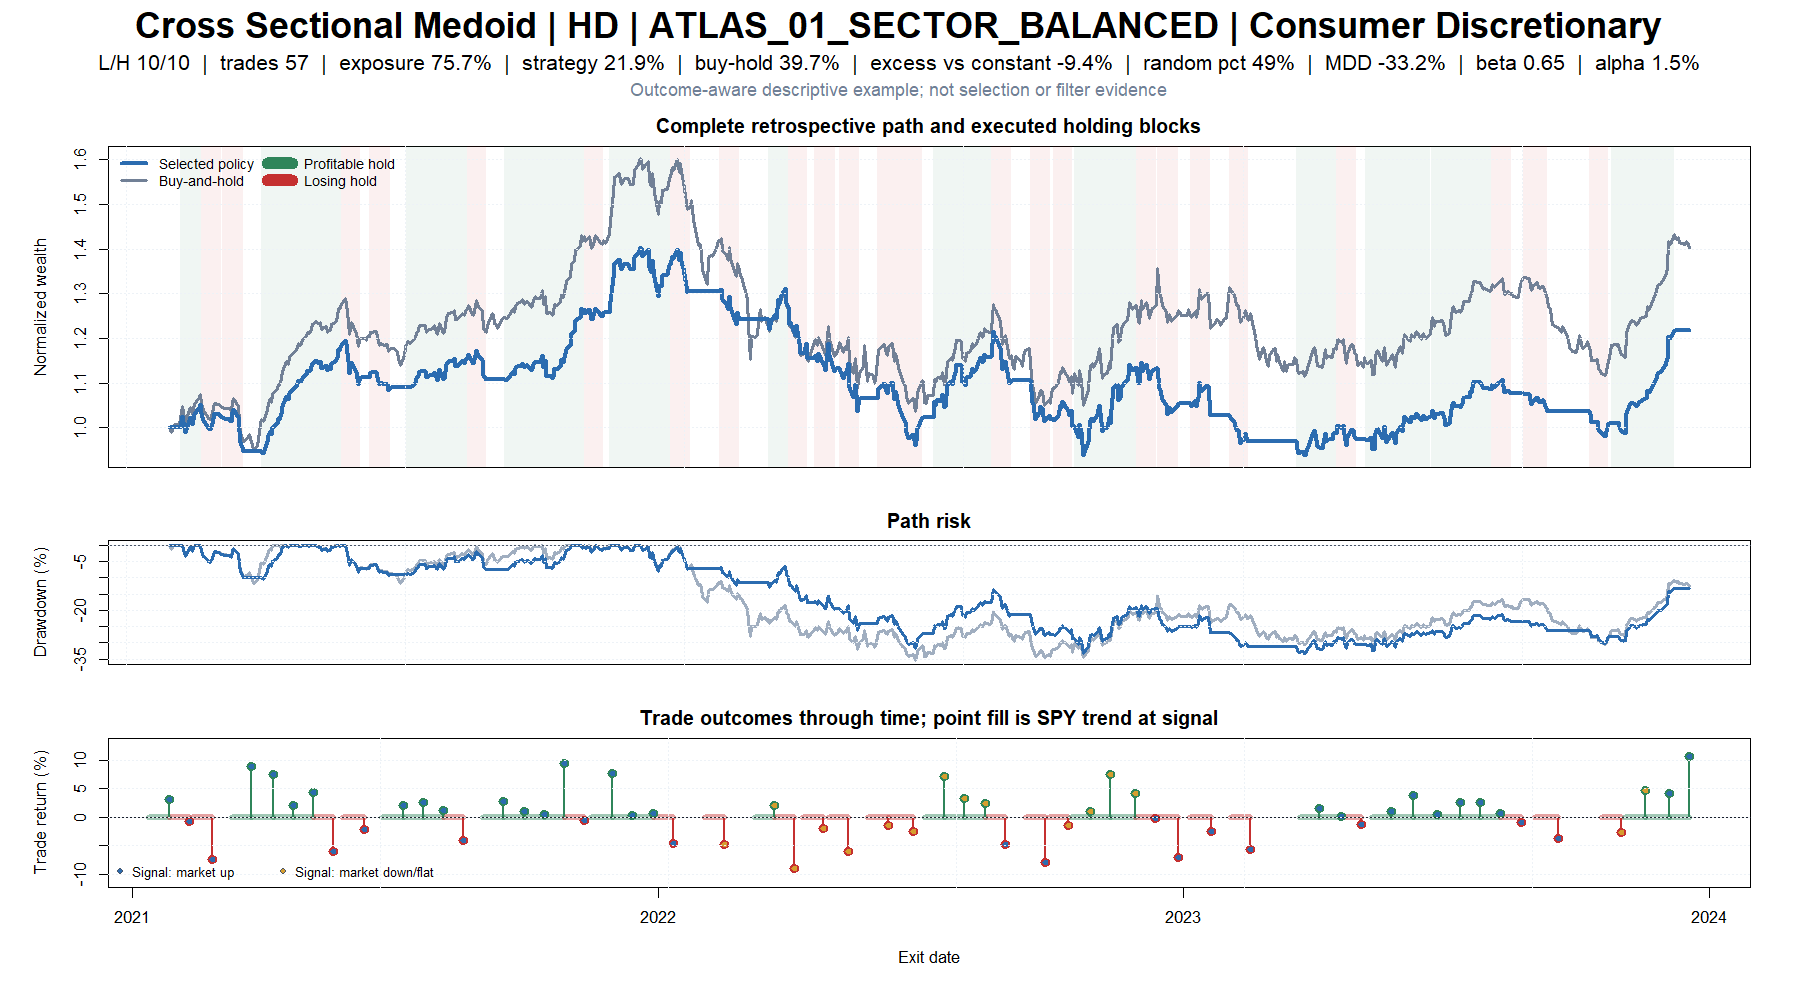 Cross Sectional Medoid | HD | ATLAS_01_SECTOR_BALANCED | Consumer Discretionary
L/H 10/10 | trades 57 | exposure 75.7% | strategy 21.9% | buy-hold 39.7% | excess vs constant -9.4% | random pct 49% | MDD -33.2% | beta 0.65 | alpha 1.5%
Outcome-aware descriptive example; not selection or filter evidence
Complete retrospective path and executed holding blocks
Selected policy
Profitable hold
Buy-and-hold
Losing hold
Normalized wealth
1.6
1.5
1.4
1.3
1.2
1.1
1.0
Path risk
Drawdown (%)
-5
-20
-35
Trade outcomes through time; point fill is SPY trend at signal
Trade return (%)
10
5
0
-10
Signal: market up
Signal: market down/flat
2021
2022
2023
2024
Exit date